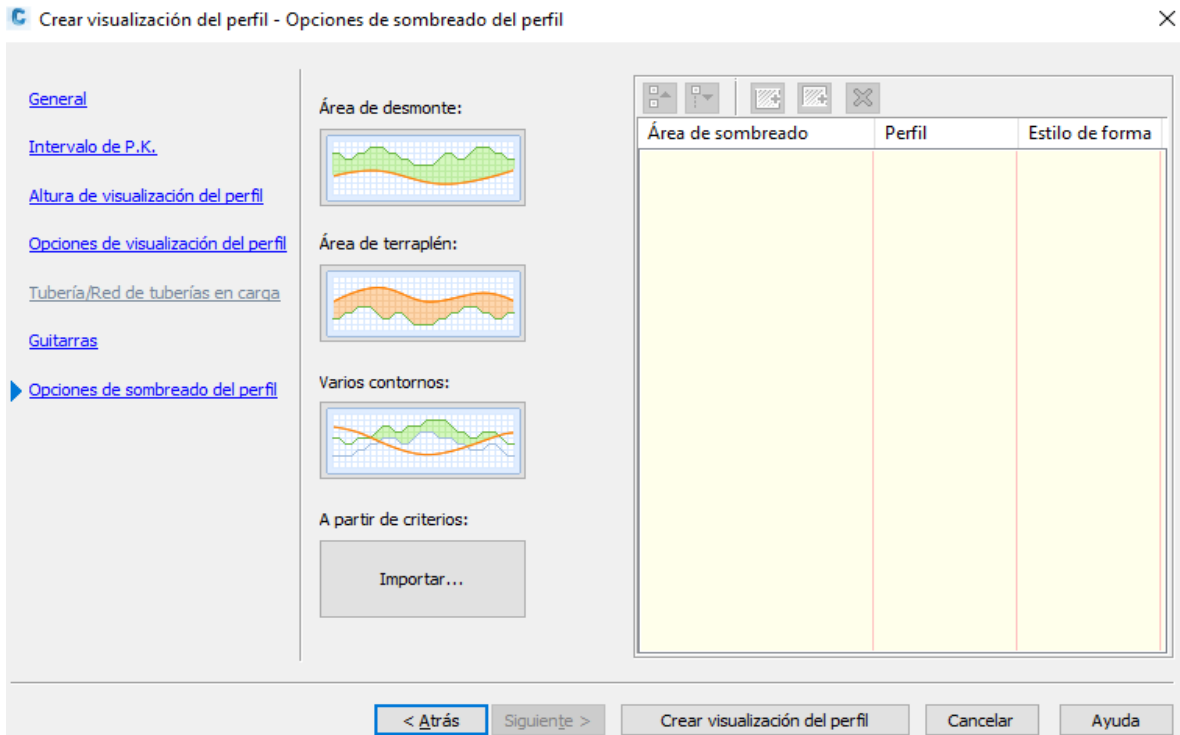 Crear visualización del perfil - Opciones de sombreado del perfil
General
Intervalo de P.K.
Altura de visualización del perfil
Opciones de visualización del perfil
Tubería/Red de tuberías en carga
Guitarras
Opciones de sombreado del perfil
Área de desmonte:
Área de terraplén:
Varios contornos:
A partir de criterios:
Importar...
Área de sombreado Perfil Estilo de forma
< Atrás Siguiente > Crear visualización del perfil Cancelar Ayuda